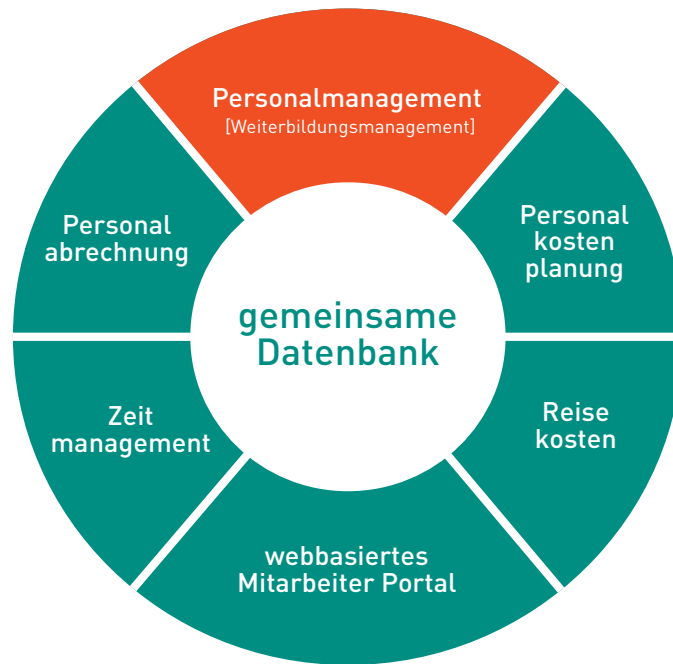 Personalmanagement
[Weiterbildungsmanagement]
Personal
abrechnung
Personal
kosten
planung
gemeinsame
Datenbank
Zeit
management
Reise
kosten
webbasiertes
Mitarbeiter Portal